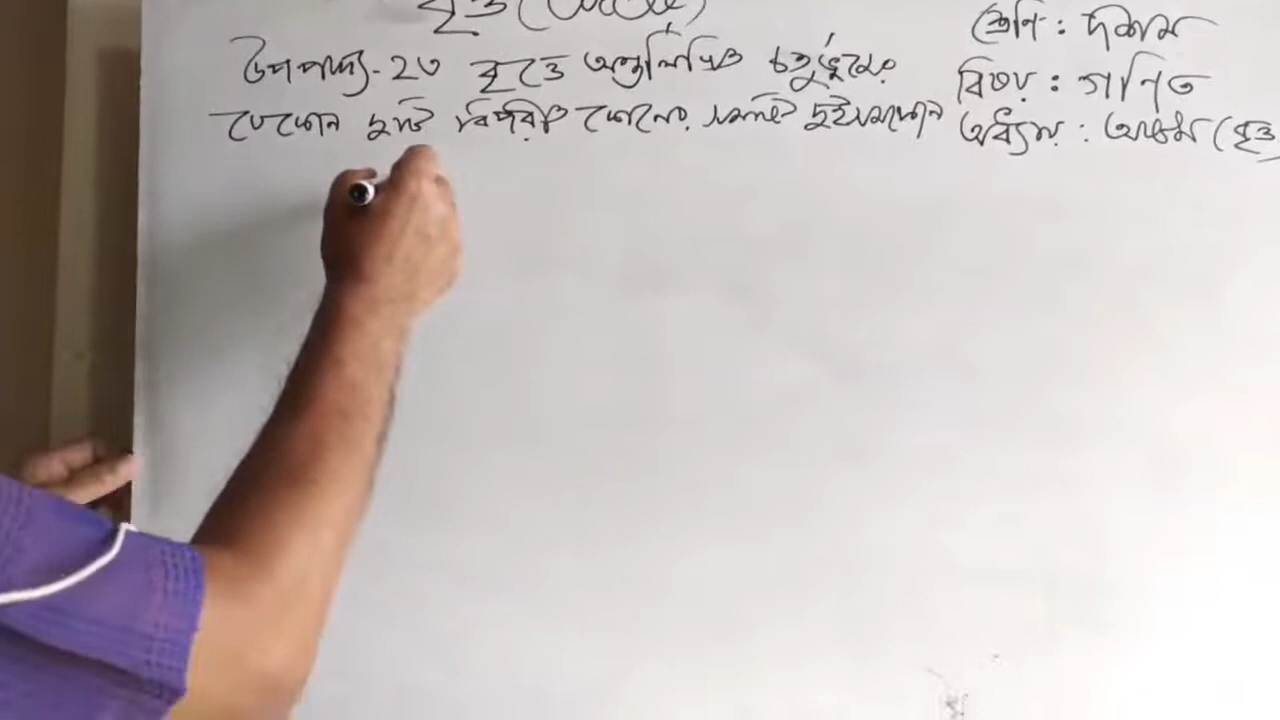 বৃত্ত (Circle)
উপপাদ্য-২৩ বৃত্তে অন্তর্লিখিত চতুর্ভুজের
যেকোন দুটি বিপরীত কোনের সমষ্টি দুইসমকোন
শ্রেণি : দশম
বিষয় : গণিত
অধ্যায় : অষ্টম (বৃত্ত